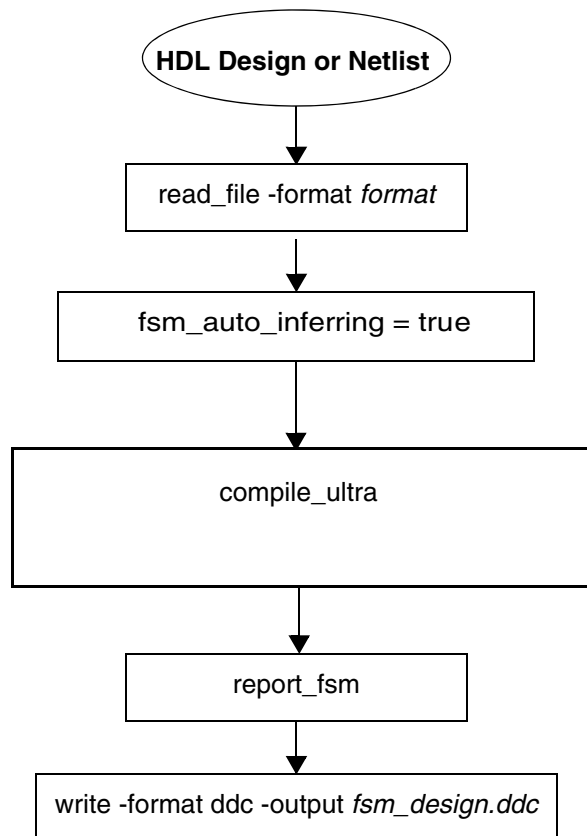 HDL Design or Netlist
read_file -format format
fsm_auto_inferring = true
compile_ultra
report_fsm
write -format ddc -output fsm_design.ddc